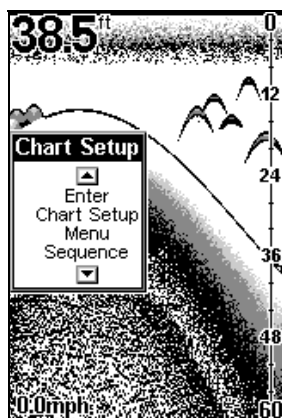 38.5ft
0
12
Chart Setup
Enter
Chart Setup
Menu
Sequence
24
36
48
0.0mph
60